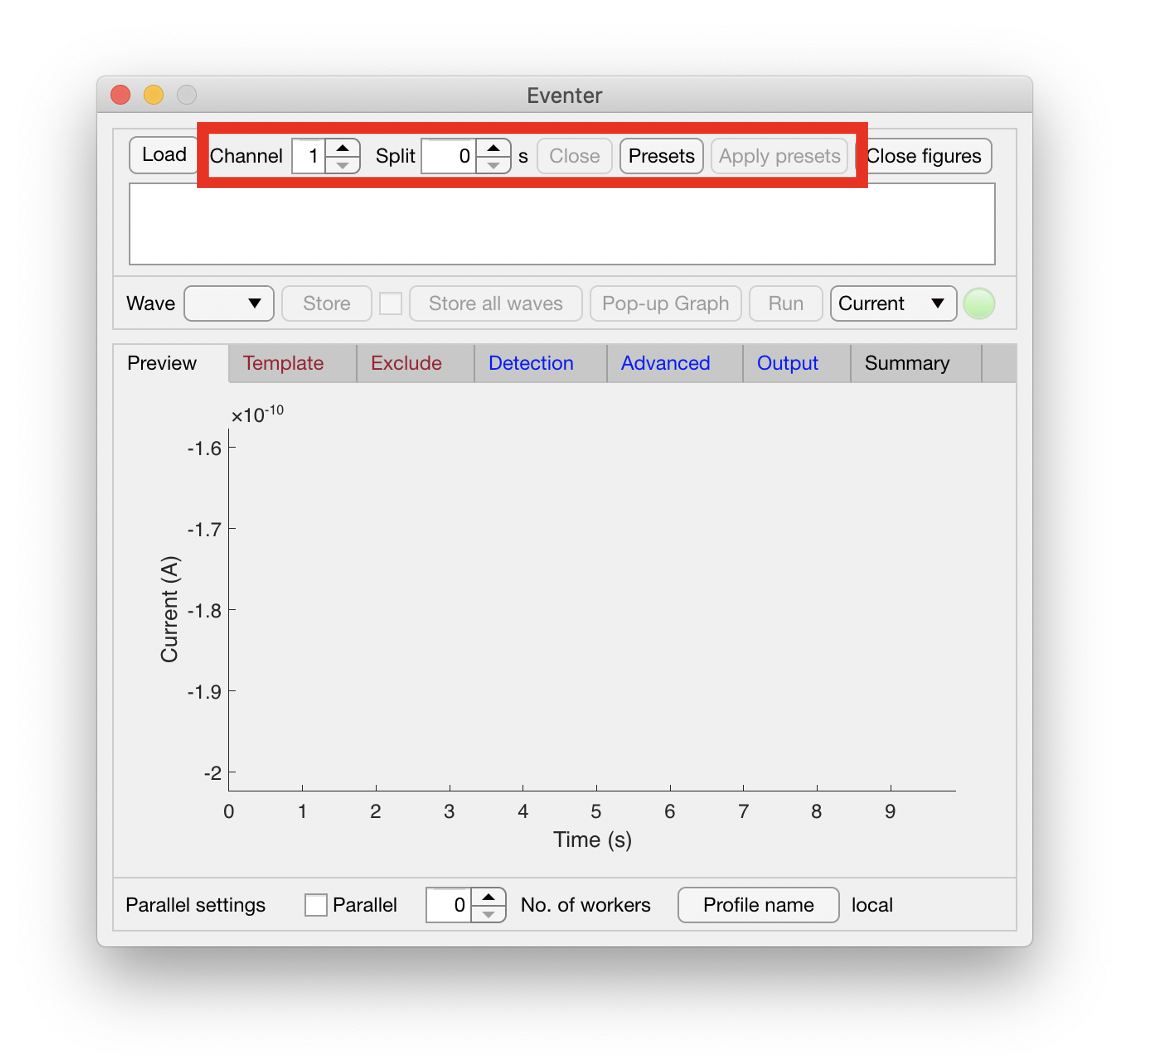 Eventer
Load Channel 1 Split 0 s Close Presets Apply presets Close figures
Wave Store Store all waves Pop-up Graph Run Current
Preview Template Exclude Detection Advanced Output Summary
×10⁻¹⁰
-1.6
-1.7
-1.8
-1.9
-2
Current (A)
0 1 2 3 4 5 6 7 8 9
Time (s)
Parallel settings Parallel 0 No. of workers Profile name local